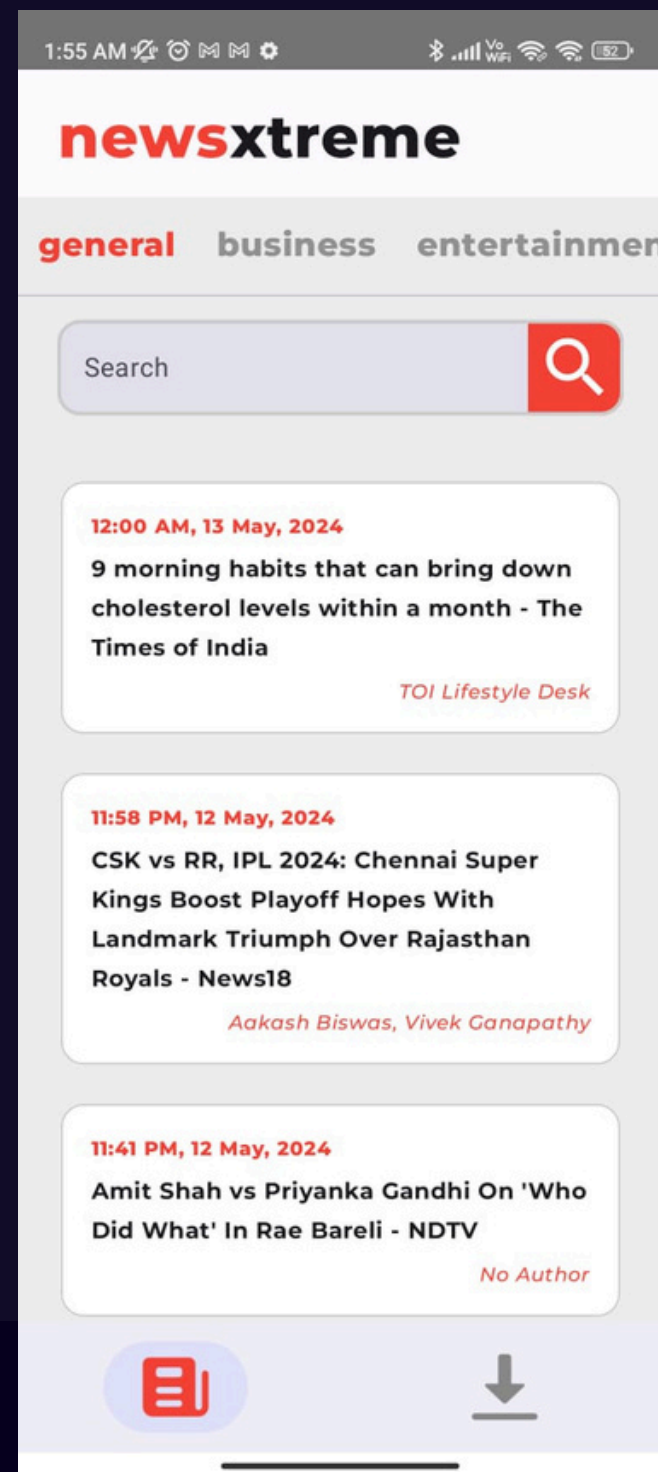 1:55 AM
Vo
WiFi
52
newsxtreme
general business entertainmen
Search
12:00 AM, 13 May, 2024
9 morning habits that can bring down
cholesterol levels within a month - The
Times of India
TOI Lifestyle Desk
11:58 PM, 12 May, 2024
CSK vs RR, IPL 2024: Chennai Super
Kings Boost Playoff Hopes With
Landmark Triumph Over Rajasthan
Royals - News18
Aakash Biswas, Vivek Ganapathy
11:41 PM, 12 May, 2024
Amit Shah vs Priyanka Gandhi On 'Who
Did What' In Rae Bareli - NDTV
No Author